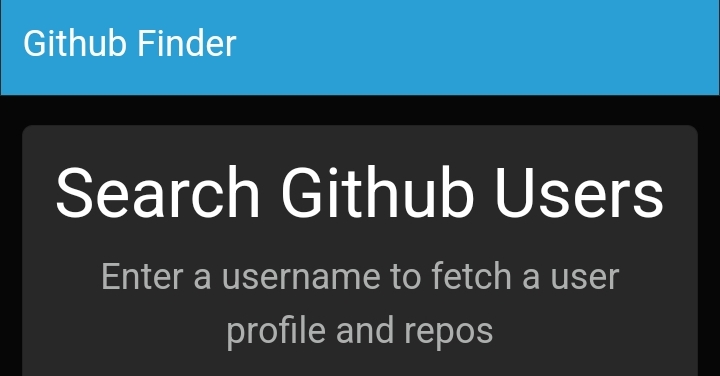 Github Finder
Search Github Users
Enter a username to fetch a user
profile and repos